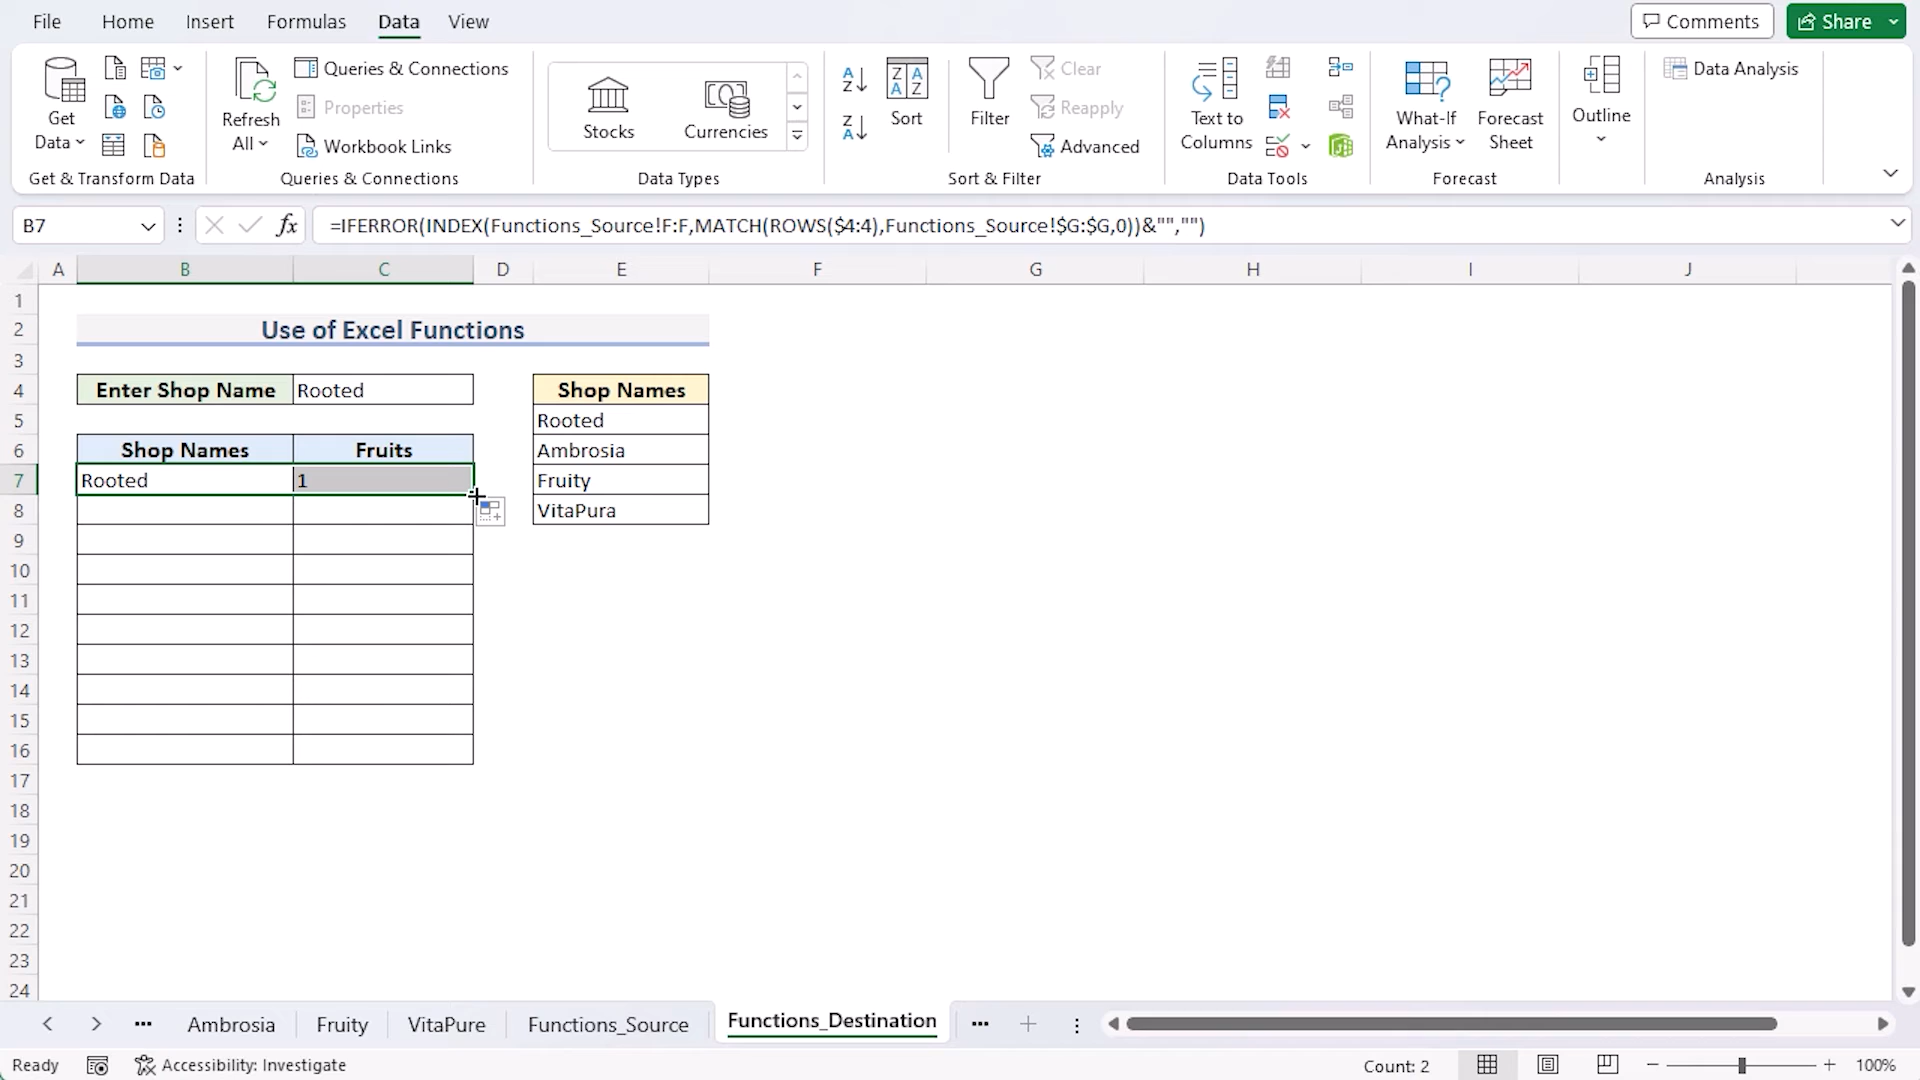 File Home Insert Formulas Data View Comments Share
Get Data
Refresh All
Queries & Connections
Properties
Workbook Links
Stocks
Currencies
Sort
Filter
Clear
Reapply
Advanced
Text to Columns
What-If Analysis
Forecast Sheet
Outline
Data Analysis
Get & Transform Data Queries & Connections Data Types Sort & Filter Data Tools Forecast Analysis
B7 fx =IFERROR(INDEX(Functions_Source!F:F,MATCH(ROWS($4:4),Functions_Source!$G:$G,0))&"","")
A B C D E F G H I J
1
2 Use of Excel Functions
3
4 Enter Shop Name Rooted Shop Names
5 Rooted
6 Shop Names Fruits Ambrosia
7 Rooted 1 Fruity
8 VitaPura
9
10
11
12
13
14
15
16
17
18
19
20
21
22
23
24
Ambrosia Fruity VitaPure Functions_Source Functions_Destination
Ready Accessibility: Investigate Count: 2 100%